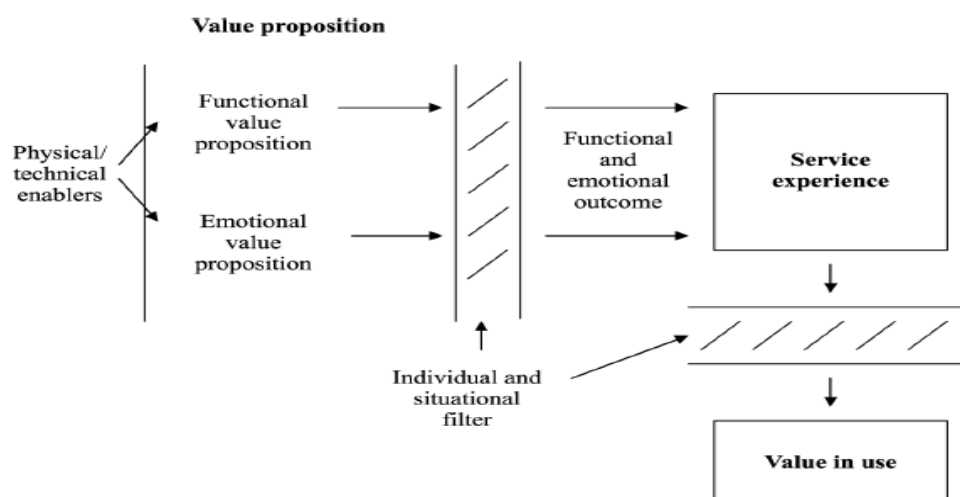 Value proposition
Physical/
technical
enablers
Functional
value
proposition
Emotional
value
proposition
Functional
and
emotional
outcome
Service
experience
Individual and
situational
filter
Value in use